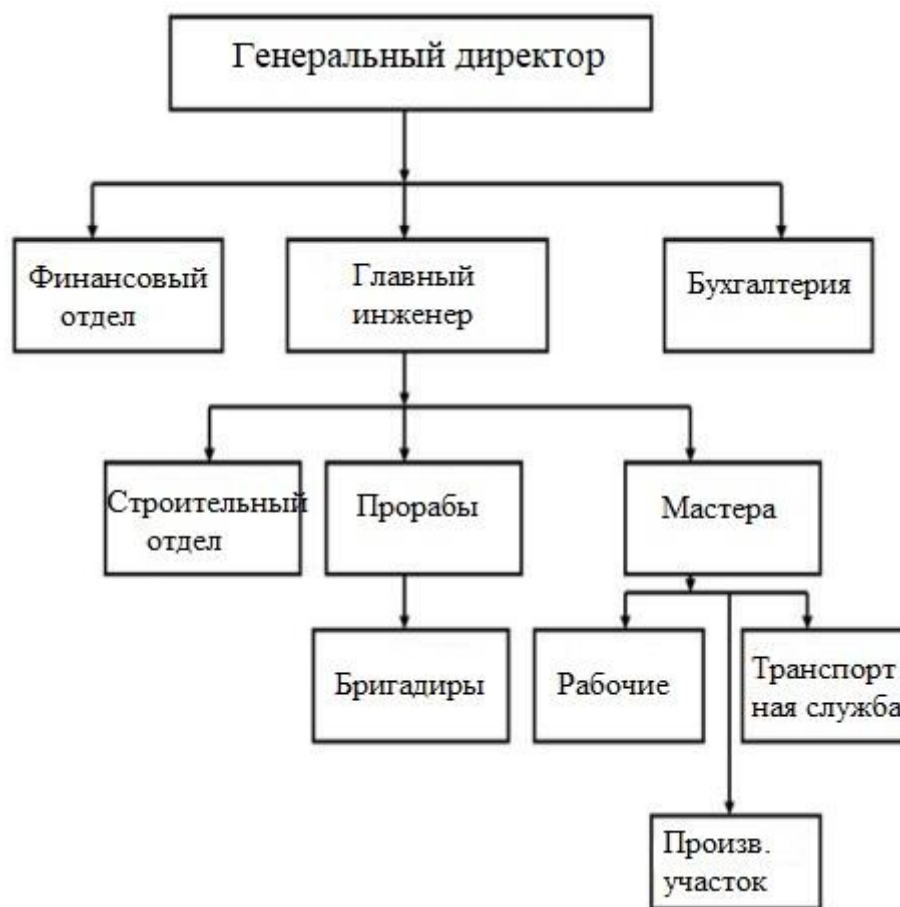 Генеральный директор
Финансовый
отдел
Главный
инженер
Бухгалтерия
Строительный
отдел
Прорабы
Мастера
Бригадиры
Рабочие
Транспорт
ная служба
Произв.
участок